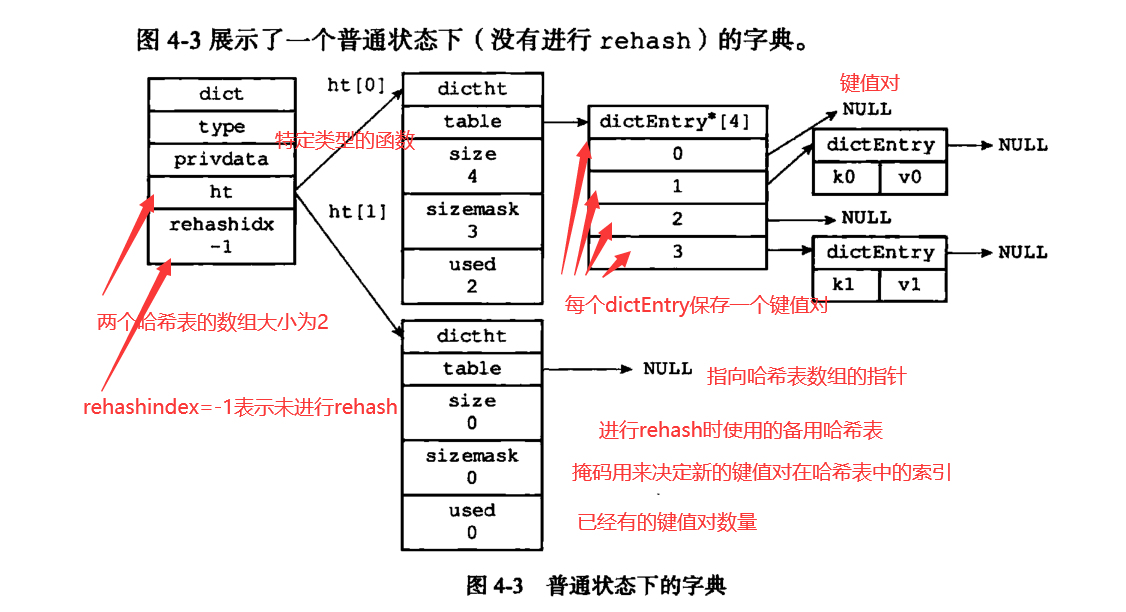 图 4-3 展示了一个普通状态下（没有进行 rehash）的字典。
dict
type
privdata
ht
rehashidx
-1
特定类型的函数
ht[0]
ht[1]
两个哈希表的数组大小为2
rehashindex=-1表示未进行rehash
dictht
table
size
4
sizemask
3
used
2
dictEntry*[4]
0
1
2
3
键值对
NULL
dictEntry
k0 v0
NULL
NULL
dictEntry
k1 v1
NULL
每个dictEntry保存一个键值对
dictht
table
size
0
sizemask
0
used
0
NULL
指向哈希表数组的指针
进行rehash时使用的备用哈希表
掩码用来决定新的键值对在哈希表中的索引
已经有的键值对数量
图 4-3 普通状态下的字典